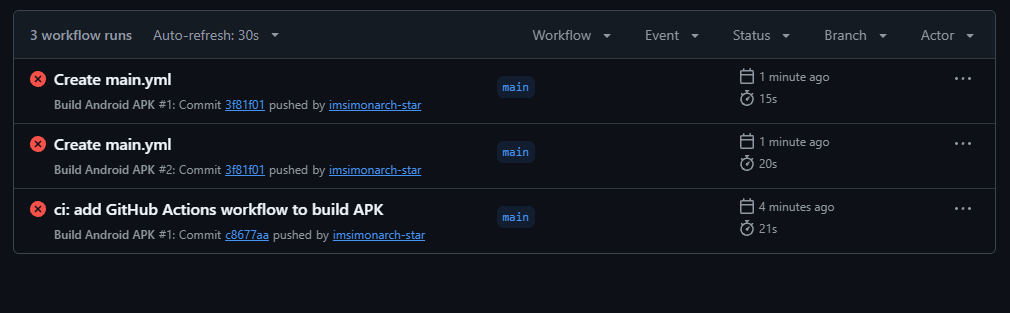 3 workflow runs Auto-refresh: 30s Workflow Event Status Branch Actor
Create main.yml main 1 minute ago
Build Android APK #1: Commit 3f81f01 pushed by imsimonarch-star 15s
Create main.yml main 1 minute ago
Build Android APK #2: Commit 3f81f01 pushed by imsimonarch-star 20s
ci: add GitHub Actions workflow to build APK main 4 minutes ago
Build Android APK #1: Commit c8677aa pushed by imsimonarch-star 21s